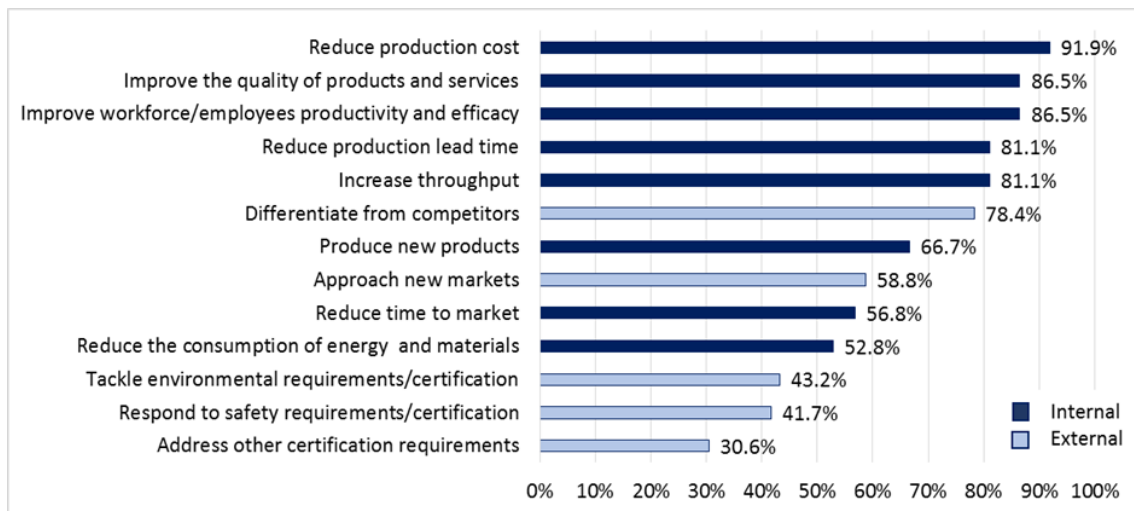 Reduce production cost 91.9%
Improve the quality of products and services 86.5%
Improve workforce/employees productivity and efficacy 86.5%
Reduce production lead time 81.1%
Increase throughput 81.1%
Differentiate from competitors 78.4%
Produce new products 66.7%
Approach new markets 58.8%
Reduce time to market 56.8%
Reduce the consumption of energy and materials 52.8%
Tackle environmental requirements/certification 43.2%
Respond to safety requirements/certification 41.7%
Address other certification requirements 30.6%
Internal
External
0% 10% 20% 30% 40% 50% 60% 70% 80% 90% 100%